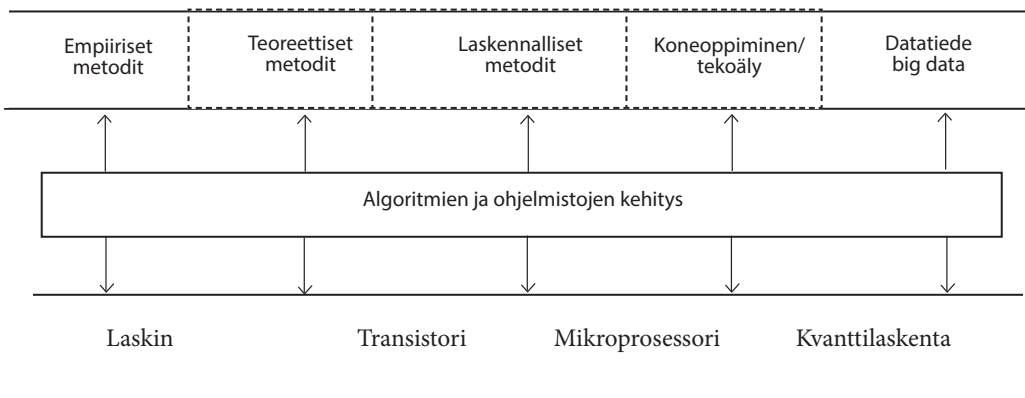 Empiiriset
metodit
Teoreettiset
metodit
Laskennalliset
metodit
Koneoppiminen/
tekoäly
Datatiede
big data
Algoritmien ja ohjelmistojen kehitys
Laskin
Transistori
Mikroprosessori
Kvanttilaskenta